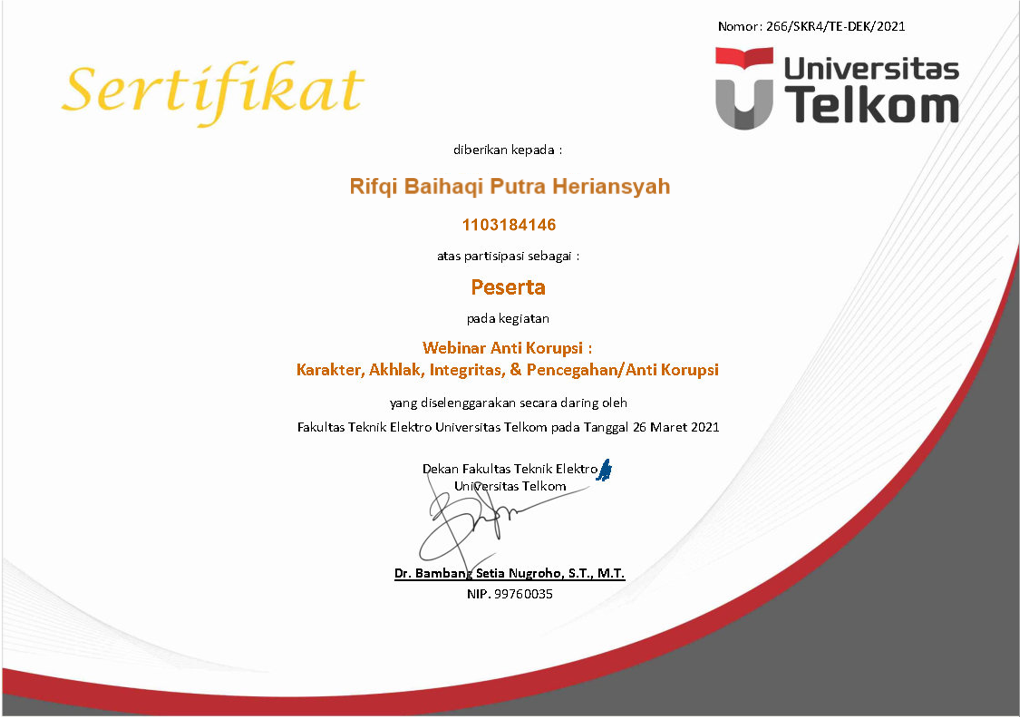 Nomor: 266/SKR4/TE-DEK/2021
Sertifikat
Universitas
Telkom
diberikan kepada :
Rifqi Baihaqi Putra Heriansyah
1103184146
atas partisipasi sebagai :
Peserta
pada kegiatan
Webinar Anti Korupsi :
Karakter, Akhlak, Integritas, & Pencegahan/Anti Korupsi
yang diselenggarakan secara daring oleh
Fakultas Teknik Elektro Universitas Telkom pada Tanggal 26 Maret 2021
Dekan Fakultas Teknik Elektro
Universitas Telkom
Dr. Bambang Setia Nugroho, S.T., M.T.
NIP. 99760035